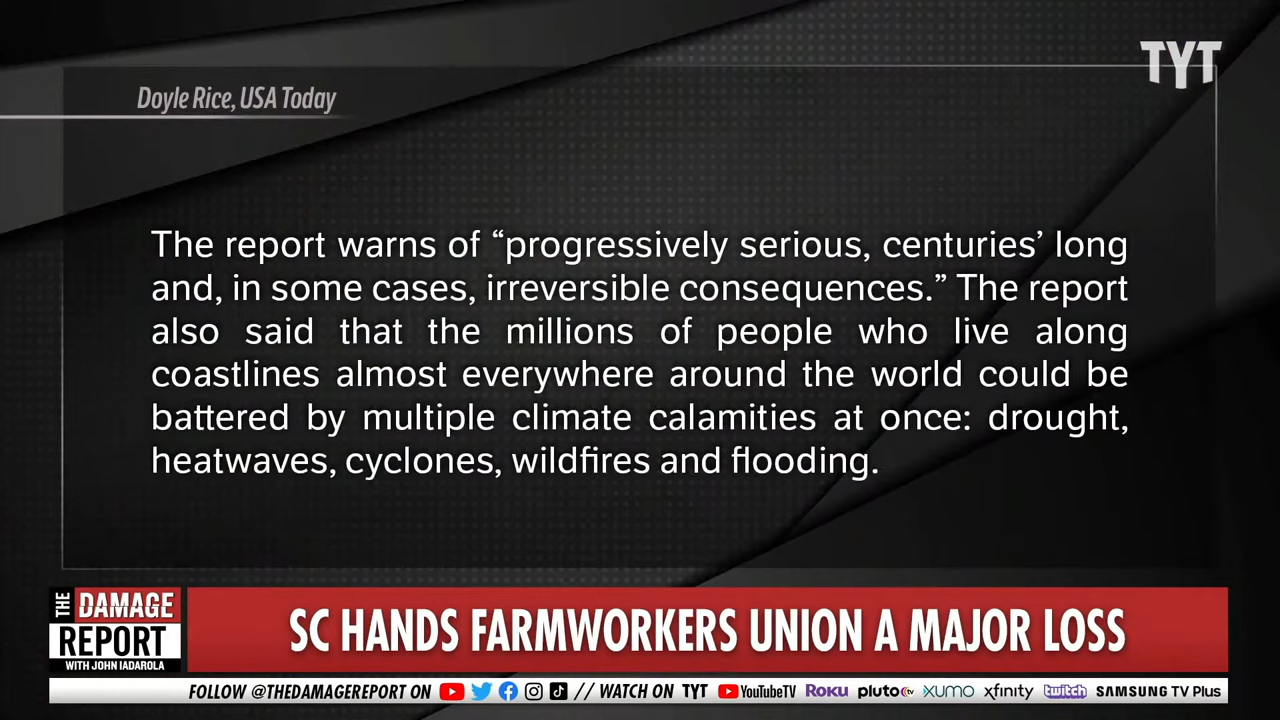 TYT
Doyle Rice, USA Today
The report warns of “progressively serious, centuries’ long
and, in some cases, irreversible consequences.” The report
also said that the millions of people who live along
coastlines almost everywhere around the world could be
battered by multiple climate calamities at once: drought,
heatwaves, cyclones, wildfires and flooding.
THE DAMAGE
REPORT
WITH JOHN IADAROLA
SC HANDS FARMWORKERS UNION A MAJOR LOSS
FOLLOW @THEDAMAGEREPORT ON // WATCH ON TYT YouTubeTV Roku pluto tv XUMO xfinity twitch SAMSUNG TV Plus